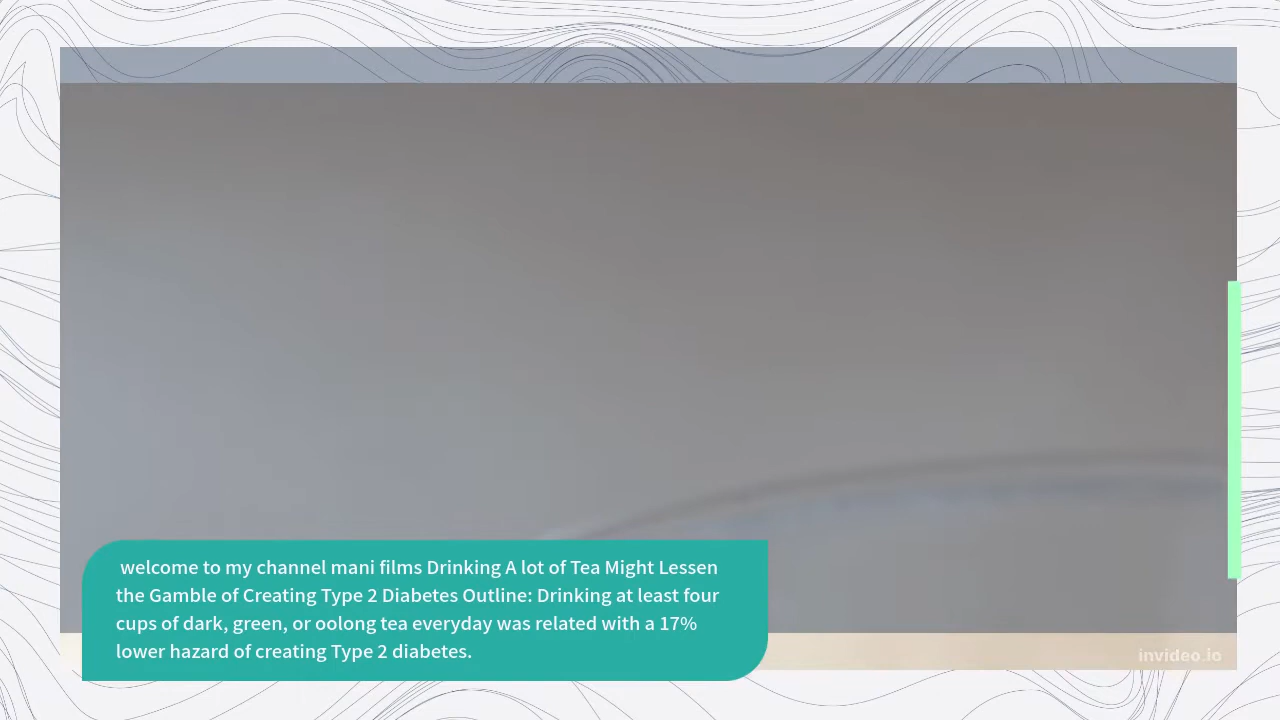 welcome to my channel mani films Drinking A lot of Tea Might Lessen
the Gamble of Creating Type 2 Diabetes Outline: Drinking at least four
cups of dark, green, or oolong tea everyday was related with a 17%
lower hazard of creating Type 2 diabetes.
invideo.io